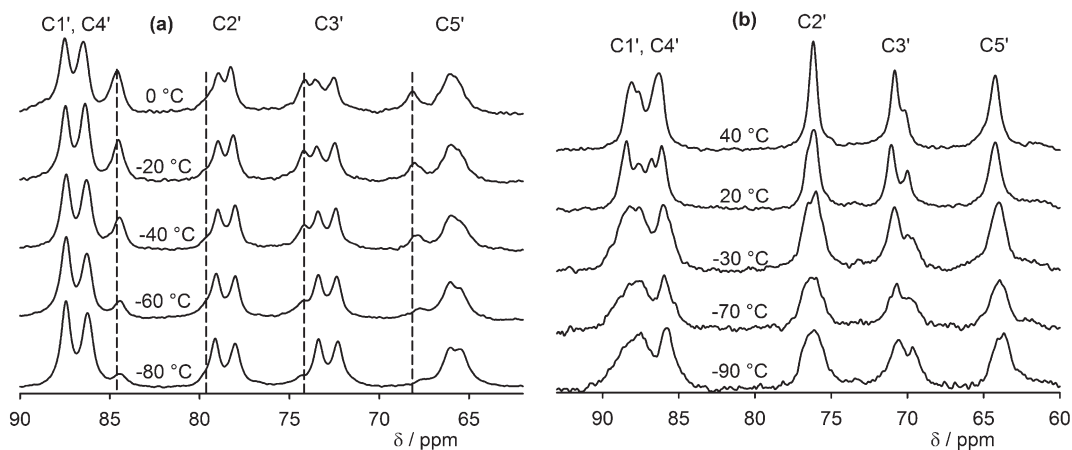 C1', C4' (a) C2' C3' C5'
0 °C
-20 °C
-40 °C
-60 °C
-80 °C
90 85 80 75 70 65
δ / ppm
(b) C2'
C1', C4' C3' C5'
40 °C
20 °C
-30 °C
-70 °C
-90 °C
90 85 80 75 70 65 60
δ / ppm